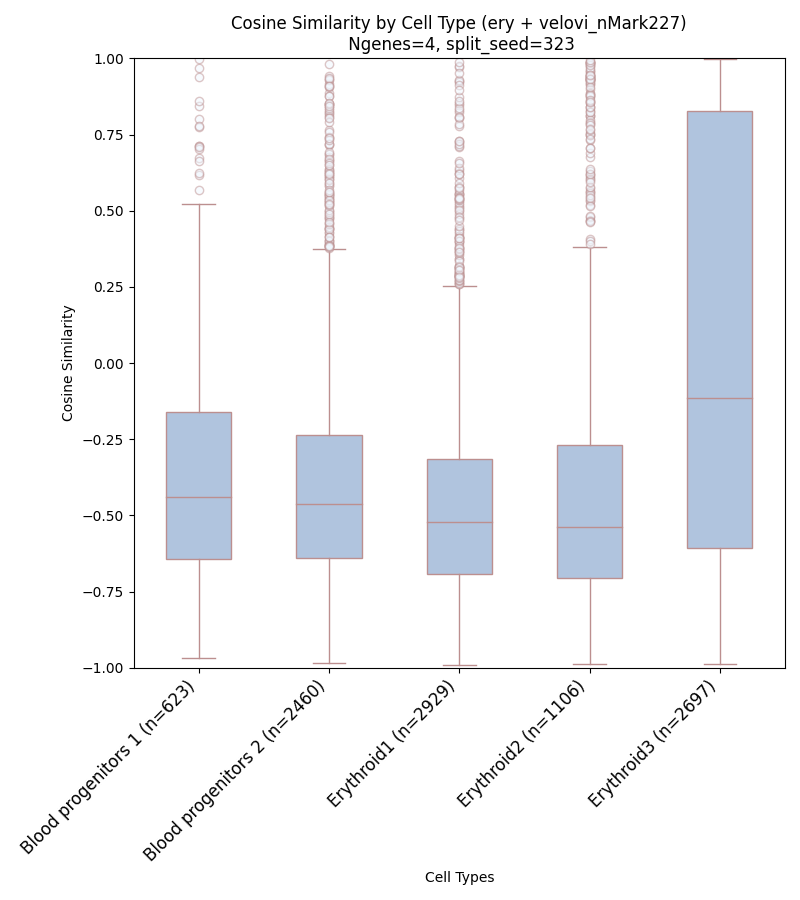 Cosine Similarity by Cell Type (ery + velovi_nMark227)
Ngenes=4, split_seed=323
1.00
0.75
0.50
0.25
0.00
−0.25
−0.50
−0.75
−1.00
Cosine Similarity
Blood progenitors 1 (n=623)
Blood progenitors 2 (n=2460)
Erythroid1 (n=2929)
Erythroid2 (n=1106)
Erythroid3 (n=2697)
Cell Types